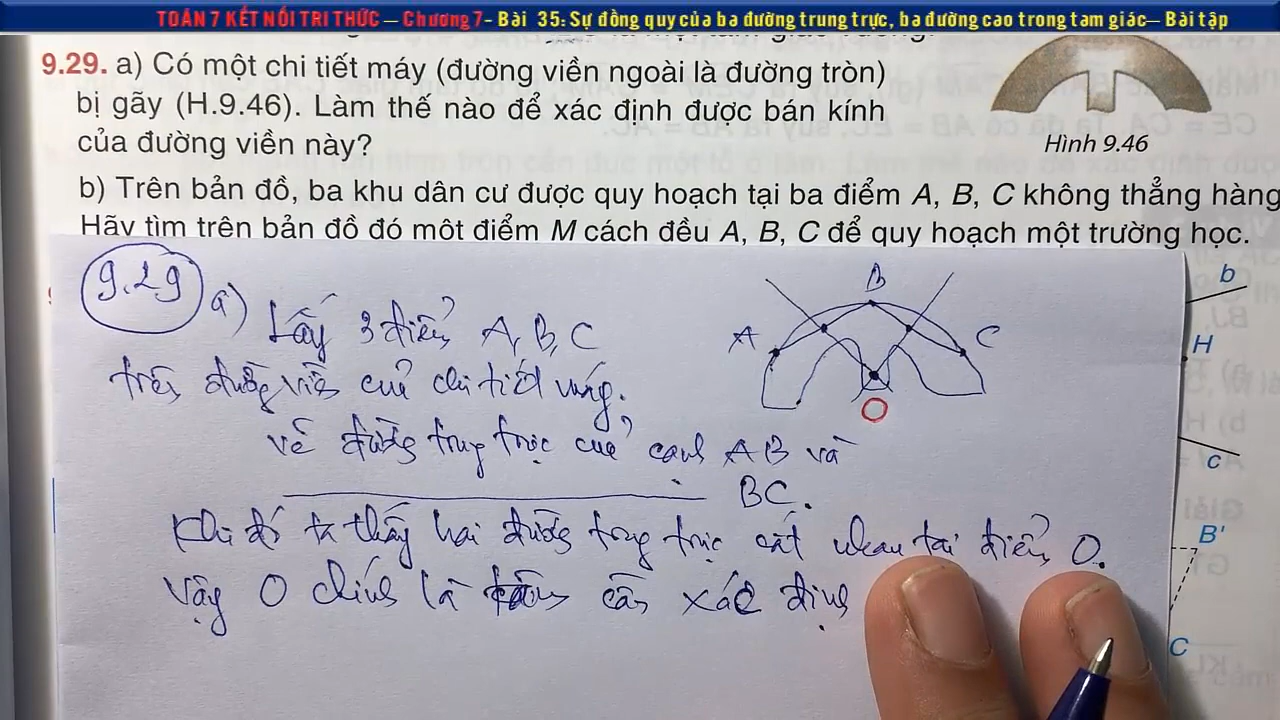 TOÁN 7 KẾT NỐI TRI THỨC – Chương 7- Bài 35: Sự đồng quy của ba đường trung trực, ba đường cao trong tam giác– Bài tập
9.29. a) Có một chi tiết máy (đường viền ngoài là đường tròn)
bị gãy (H.9.46). Làm thế nào để xác định được bán kính
của đường viền này?
Hình 9.46
b) Trên bản đồ, ba khu dân cư được quy hoạch tại ba điểm A, B, C không thẳng hàng
Hãy tìm trên bản đồ đó một điểm M cách đều A, B, C để quy hoạch một trường học.
9.29 a) Lấy 3 điểm A, B, C
trên đường viền của chi tiết máy.
vẽ đường trung trực của cạnh AB và
BC.
Khi đó ta thấy hai đường trung trực cắt nhau tại điểm O.
Vậy O chính là tâm cần xác định
B
A
C
O
b
H
c
B'
C